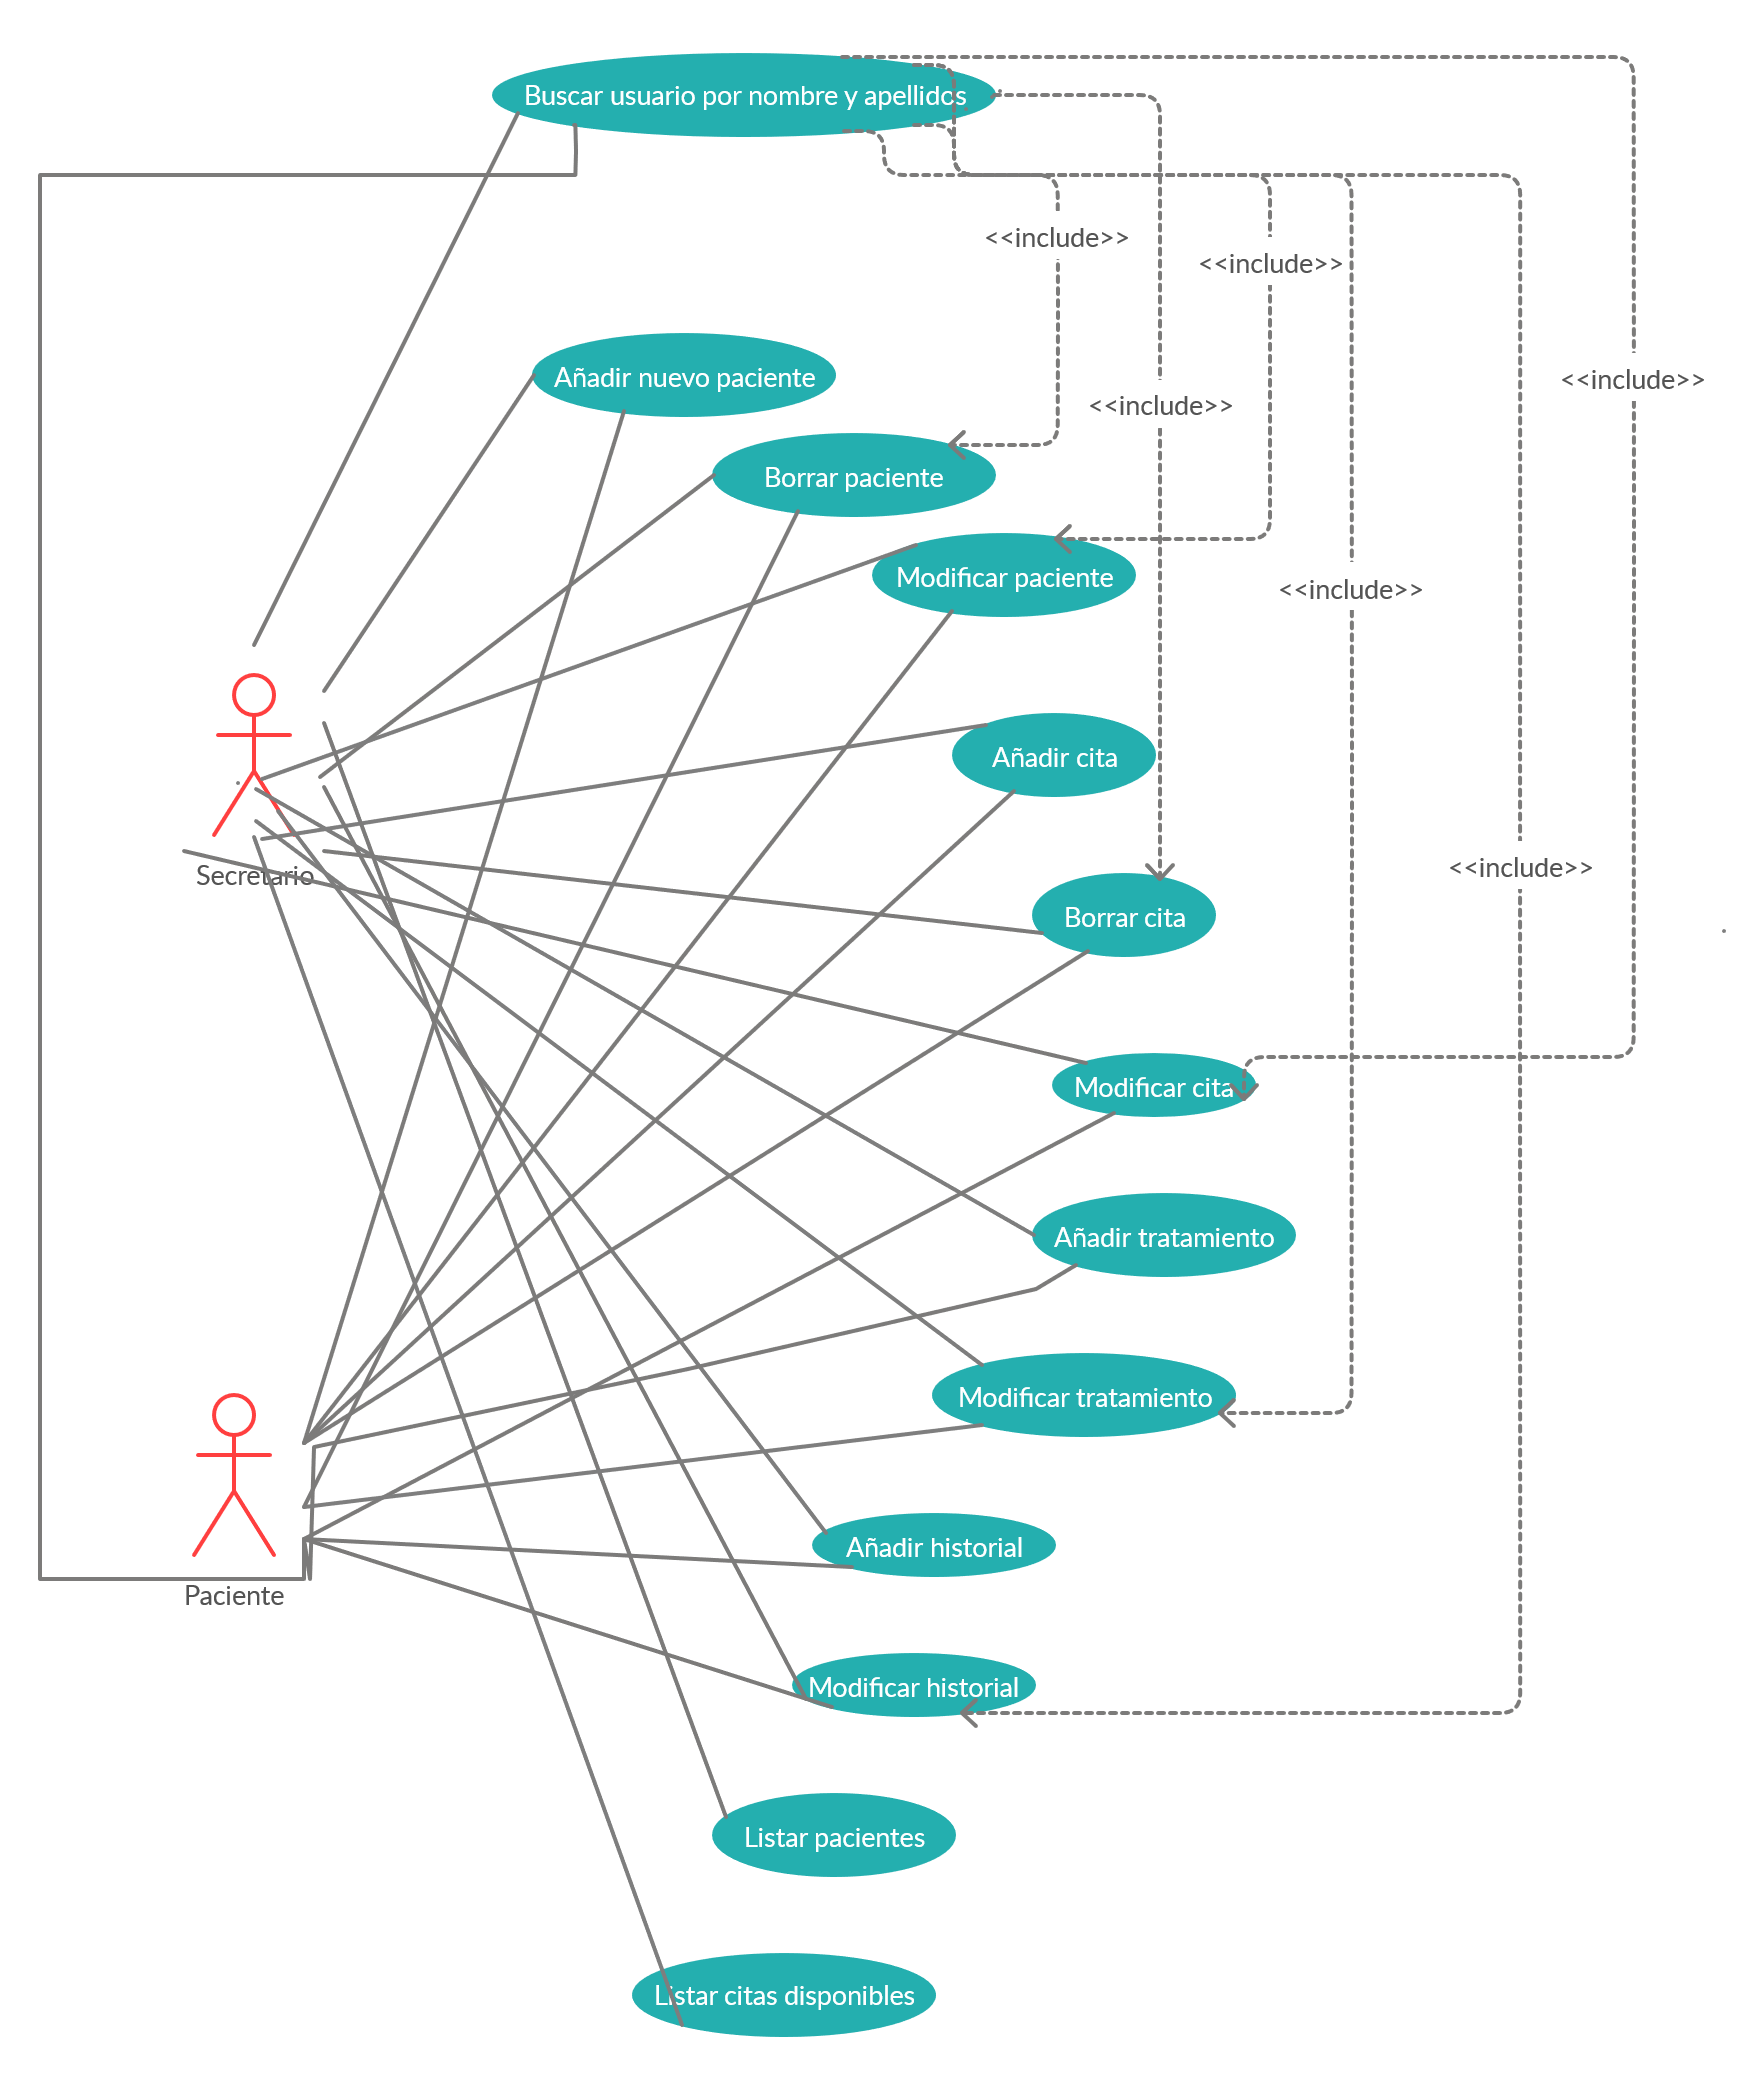 Buscar usuario por nombre y apellidos
<<include>>
<<include>>
Añadir nuevo paciente
<<include>>
<<include>>
Borrar paciente
Modificar paciente
<<include>>
Añadir cita
Secretario
<<include>>
Borrar cita
Modificar cita
Añadir tratamiento
Modificar tratamiento
Añadir historial
Paciente
Modificar historial
Listar pacientes
Listar citas disponibles